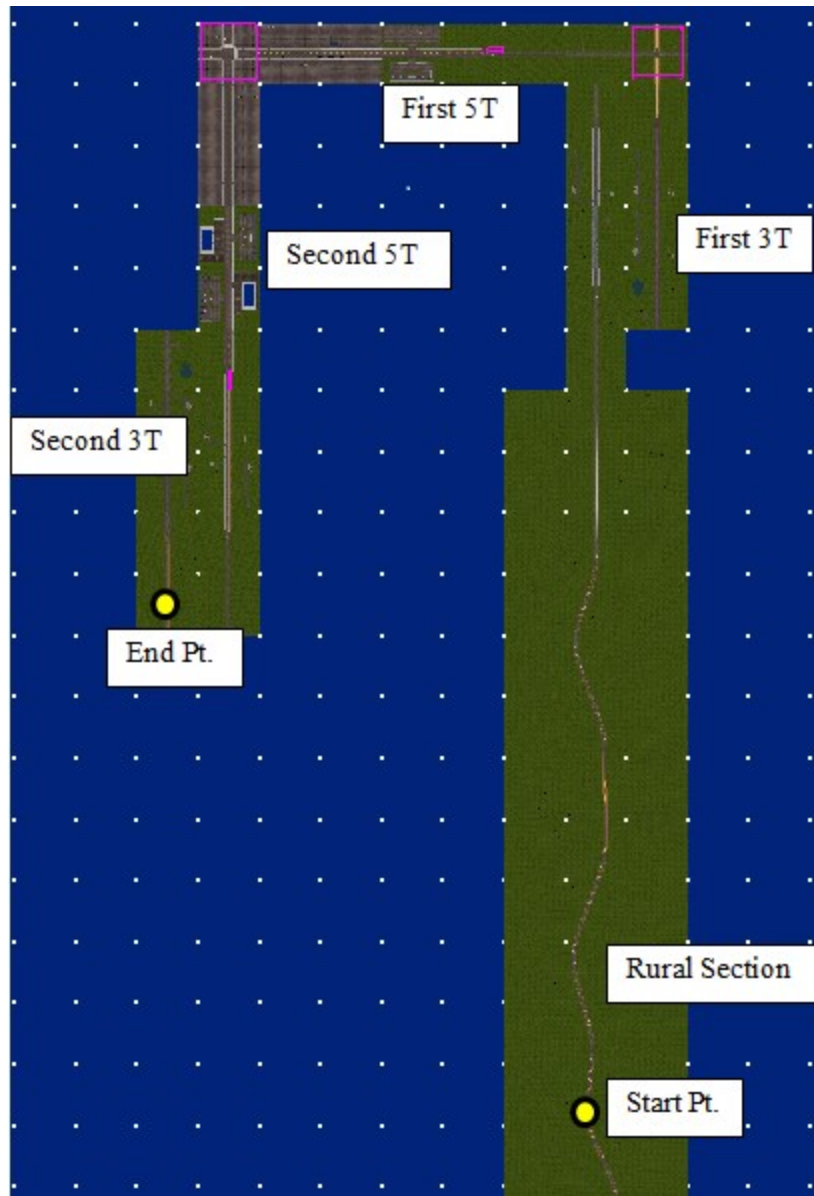 First 5T
First 3T
Second 5T
Second 3T
End Pt.
Rural Section
Start Pt.